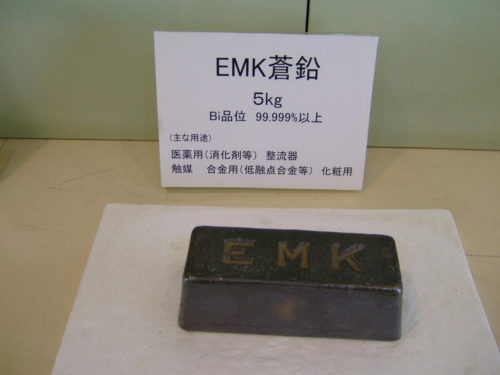 EMK蒼鉛
5kg
Bi品位 99.999%以上
(主な用途)
医薬用(消化剤等) 整流器
触媒 合金用(低融点合金等) 化粧用
EMK